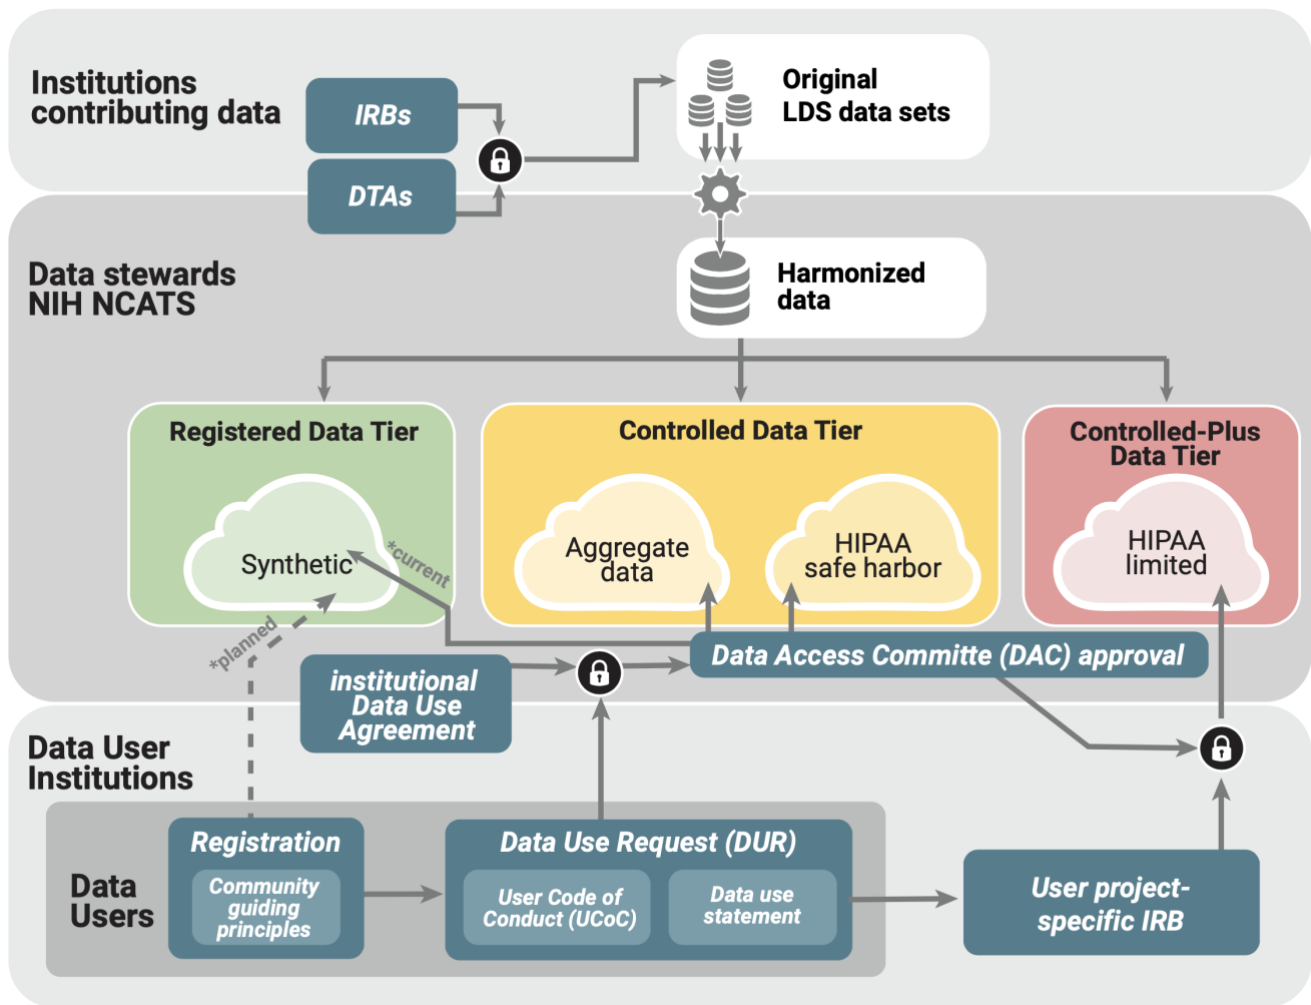 Institutions
contributing data
IRBs
DTAs
Original
LDS data sets
Data stewards
NIH NCATS
Harmonized
data
Registered Data Tier
Synthetic
*current
*planned
Controlled Data Tier
Aggregate
data
HIPAA
safe harbor
Controlled-Plus
Data Tier
HIPAA
limited
Data Access Committe (DAC) approval
institutional
Data Use
Agreement
Data User
Institutions
Data
Users
Registration
Community
guiding
principles
Data Use Request (DUR)
User Code of
Conduct (UCoC)
Data use
statement
User project-
specific IRB